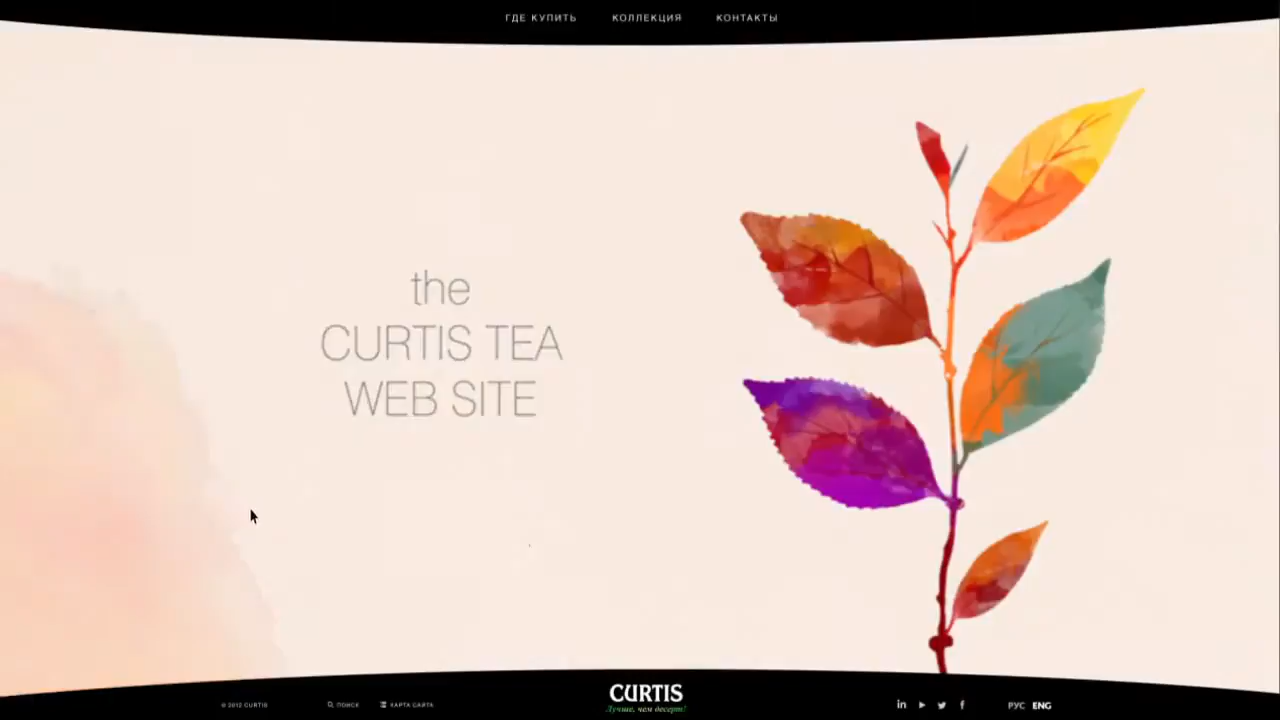 ГДЕ КУПИТЬ КОЛЛЕКЦИЯ КОНТАКТЫ
the
CURTIS TEA
WEB SITE
© 2012 CURTIS ПОИСК КАРТА САЙТА
CURTIS
Лучше, чем десерт!
in f РУС ENG